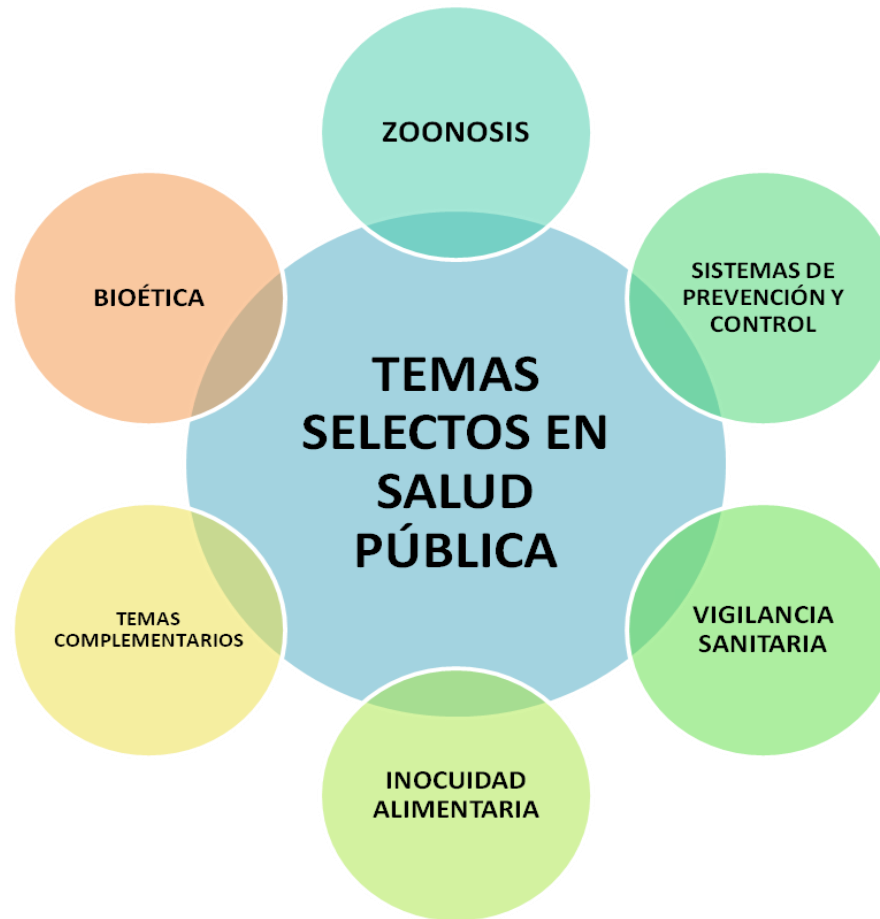 ZOONOSIS
SISTEMAS DE
PREVENCIÓN Y
CONTROL
BIOÉTICA
TEMAS
SELECTOS EN
SALUD
PÚBLICA
VIGILANCIA
SANITARIA
TEMAS
COMPLEMENTARIOS
INOCUIDAD
ALIMENTARIA